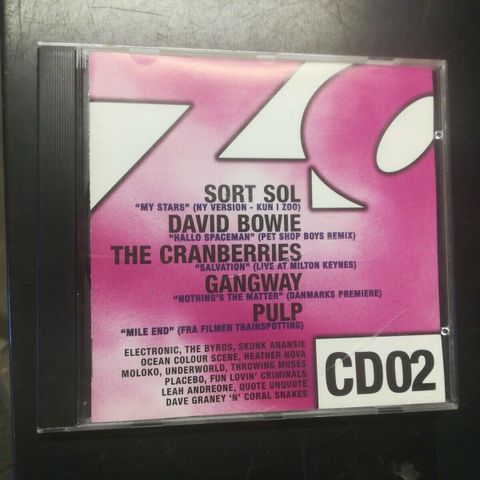 ZO
SORT SOL
"MY STARS" (NY VERSION - KUN I ZOO)
DAVID BOWIE
"HALLO SPACEMAN" (PET SHOP BOYS REMIX)
THE CRANBERRIES
"SALVATION" (LIVE AT MILTON KEYNES)
GANGWAY
"NOTHING'S THE MATTER" (DANMARKS PREMIERE)
PULP
"MILE END" (FRA FILMEN TRAINSPOTTING)
ELECTRONIC, THE BYRDS, SKUNK ANANSIE
OCEAN COLOUR SCENE, HEATHER NOVA
MOLOKO, UNDERWORLD, THROWING MUSES
PLACEBO, FUN LOVIN' CRIMINALS
LEAH ANDREONE, QUOTE UNQUOTE
DAVE GRANEY 'N' CORAL SNAKES
CD02